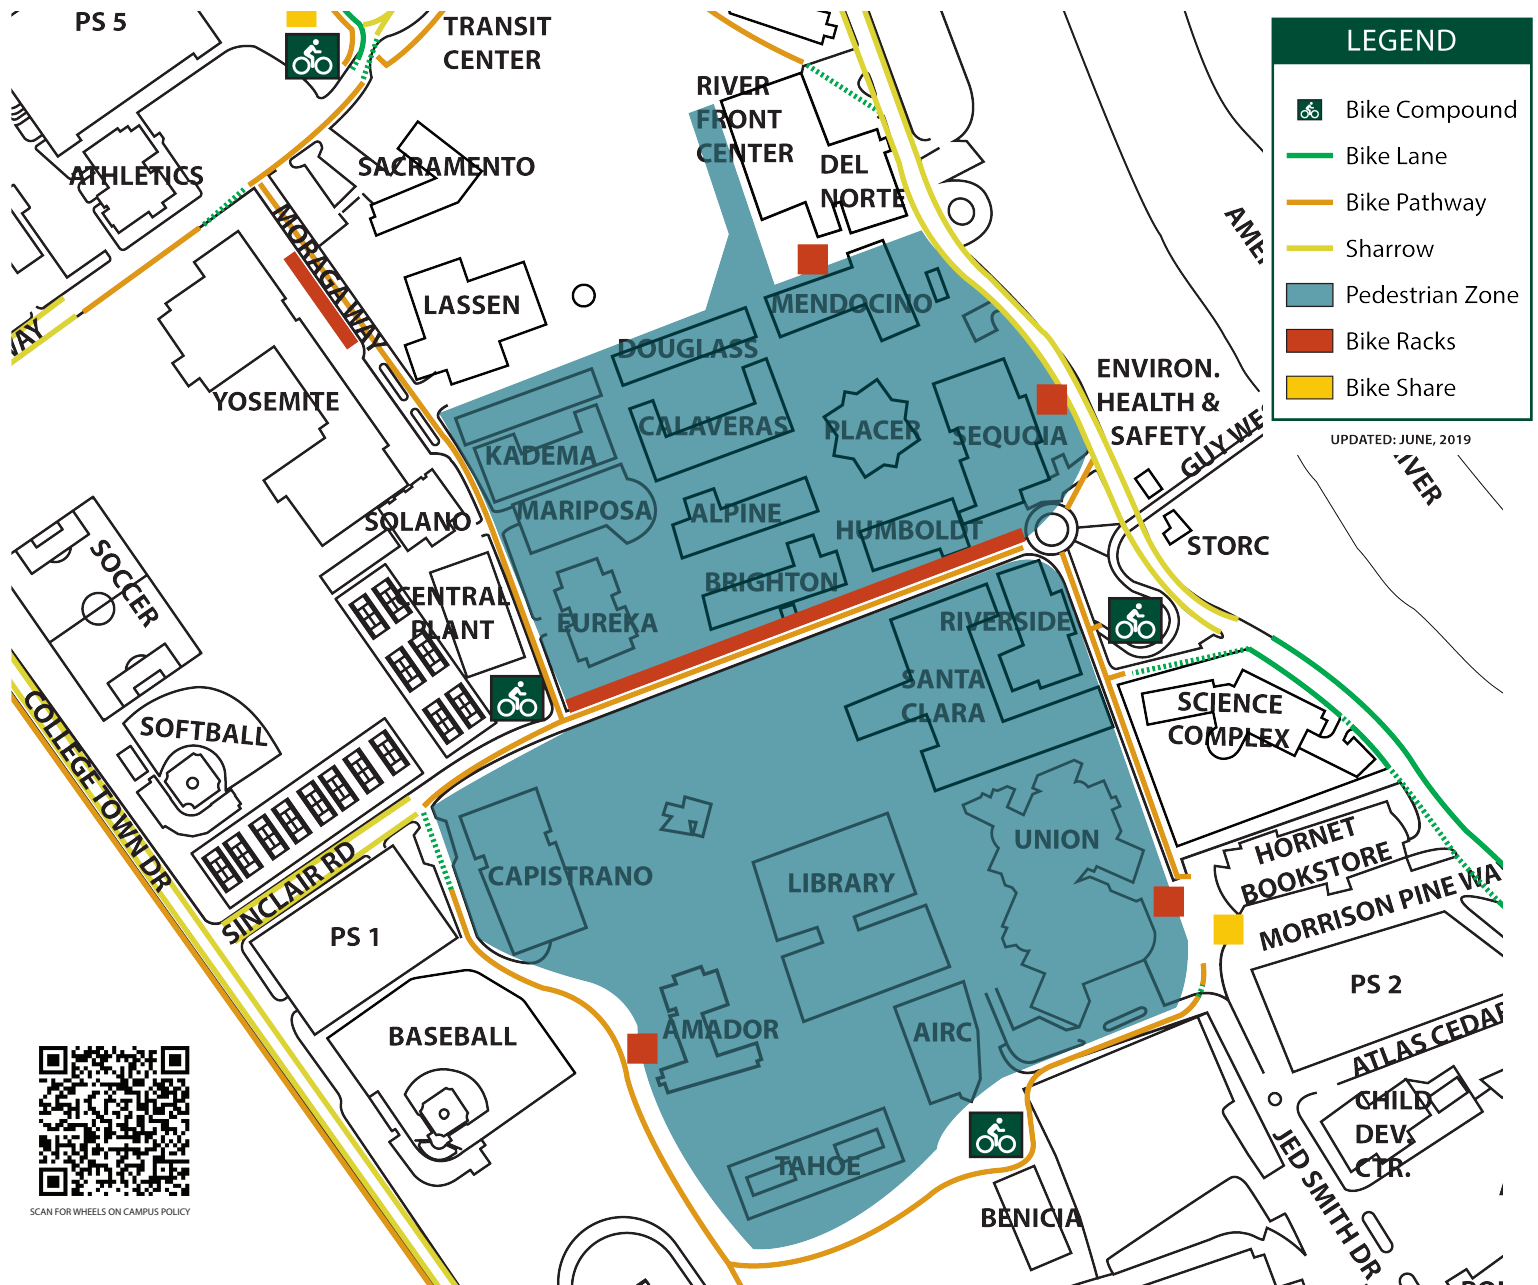 PS 5
TRANSIT
CENTER
LEGEND
Bike Compound
Bike Lane
Bike Pathway
Sharrow
Pedestrian Zone
Bike Racks
Bike Share
UPDATED: JUNE, 2019
RIVER
FRONT
CENTER
DEL
NORTE
ATHLETICS
SACRAMENTO
MORAGA WAY
WAY
LASSEN
MENDOCINO
DOUGLASS
YOSEMITE
KADEMA
CALAVERAS
PLACER
SEQUOIA
ENVIRON.
HEALTH &
SAFETY
GUY WE
AME
IVER
MARIPOSA
ALPINE
HUMBOLDT
SOLANO
STORC
SOCCER
CENTRAL
PLANT
BRIGHTON
EUREKA
RIVERSIDE
SANTA
CLARA
SCIENCE
COMPLEX
SOFTBALL
COLLEGE TOWN DR
SINCLAIR RD
CAPISTRANO
LIBRARY
UNION
HORNET
BOOKSTORE
MORRISON PINE WA
PS 1
PS 2
BASEBALL
AMADOR
AIRC
ATLAS CEDAR
CHILD
DEV.
CTR.
JED SMITH DR
TAHOE
BENICIA
SCAN FOR WHEELS ON CAMPUS POLICY